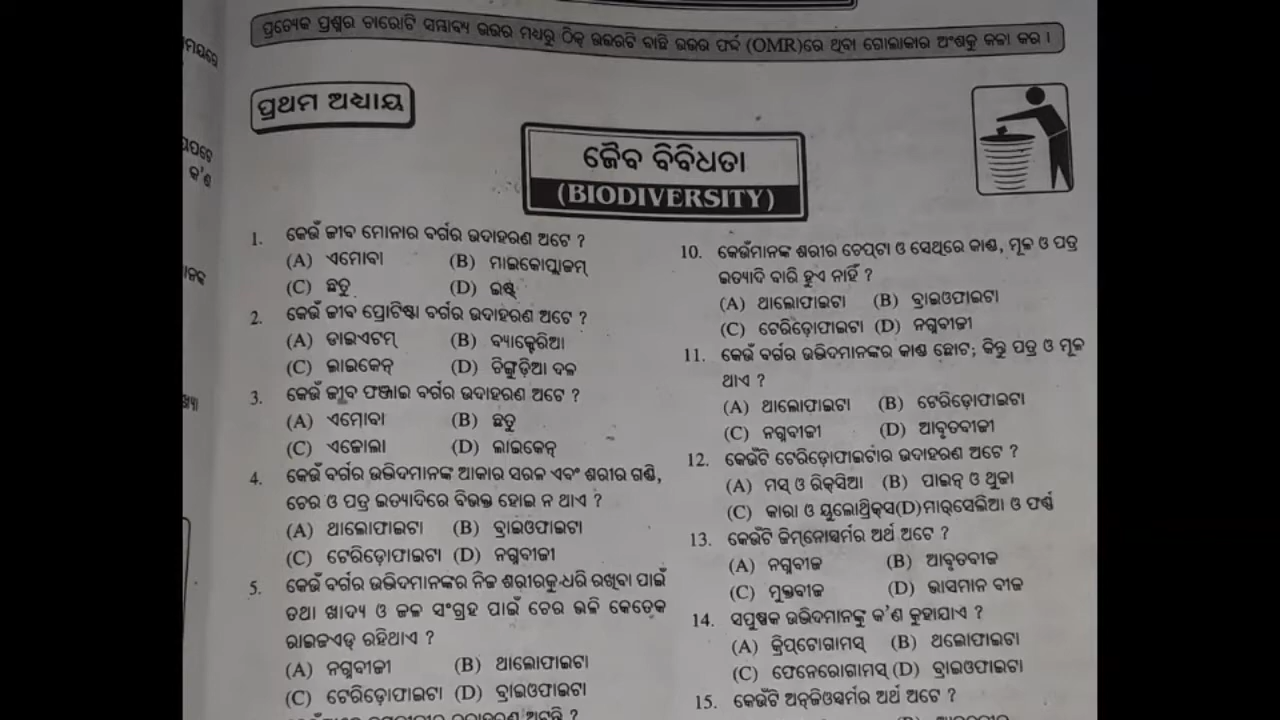 ପ୍ରତ୍ୟେକ ପ୍ରଶ୍ନର ଚାରୋଟି ସମ୍ଭାବ୍ୟ ଉତ୍ତର ମଧ୍ୟରୁ ଠିକ୍ ଉତ୍ତରଟି ବାଛି ଉତ୍ତର ଫର୍ଦ୍ଦ (OMR)ରେ ଥିବା ଗୋଲାକାର ଅଂଶକୁ କଳା କର ।
ପ୍ରଥମ ଅଧ୍ୟାୟ
ଜୈବ ବିବିଧତା
(BIODIVERSITY)
1. କେଉଁ ଜୀବ ମୋନାର ବର୍ଗର ଉଦାହରଣ ଅଟେ ?
(A) ଏମୋବା (B) ମାଇକୋପ୍ଲାଜମ୍
(C) ଛତୁ (D) ଇଷ୍ଟ୍
2. କେଉଁ ଜୀବ ପ୍ରୋଟିଷ୍ଟା ବର୍ଗର ଉଦାହରଣ ଅଟେ ?
(A) ଡାଇଏଟମ୍ (B) ବ୍ୟାକ୍ଟେରିଆ
(C) ଲାଇକେନ୍ (D) ଚିଙ୍ଗୁଡ଼ିଆ ଦଳ
3. କେଉଁ ଜୀବ ଫଞ୍ଜାଇ ବର୍ଗର ଉଦାହରଣ ଅଟେ ?
(A) ଏମୋବା (B) ଛତୁ
(C) ଏଜୋଲା (D) ଲାଇକେନ୍
4. କେଉଁ ବର୍ଗର ଉଦ୍ଭିଦମାନଙ୍କ ଆକାର ସରଳ ଏବଂ ଶରୀର ଗଣ୍ଡି,
ଚେର ଓ ପତ୍ର ଇତ୍ୟାଦିରେ ବିଭକ୍ତ ହୋଇ ନ ଥାଏ ?
(A) ଥାଲୋଫାଇଟା (B) ବ୍ରାଇଓଫାଇଟା
(C) ଟେରିଡ଼ୋଫାଇଟା (D) ନଗ୍ନବୀଜୀ
5. କେଉଁ ବର୍ଗର ଉଦ୍ଭିଦମାନଙ୍କର ନିଜ ଶରୀରକୁ ଧରି ରଖିବା ପାଇଁ
ତଥା ଖାଦ୍ୟ ଓ ଜଳ ସଂଗ୍ରହ ପାଇଁ ଚେର ଭଳି କେତେକ
ରାଇଜଏଡ୍ ରହିଥାଏ ?
(A) ନଗ୍ନବୀଜୀ (B) ଥାଲୋଫାଇଟା
(C) ଟେରିଡ଼ୋଫାଇଟା (D) ବ୍ରାଇଓଫାଇଟା
10. କେଉଁମାନଙ୍କ ଶରୀର ଚେପ୍‌ଟା ଓ ସେଥିରେ କାଣ୍ଡ, ମୂଳ ଓ ପତ୍ର
ଇତ୍ୟାଦି ବାରି ହୁଏ ନାହିଁ ?
(A) ଥାଲୋଫାଇଟା (B) ବ୍ରାଇଓଫାଇଟା
(C) ଟେରିଡ଼ୋଫାଇଟା (D) ନଗ୍ନବୀଜୀ
11. କେଉଁ ବର୍ଗର ଉଦ୍ଭିଦମାନଙ୍କର କାଣ୍ଡ ଛୋଟ; କିନ୍ତୁ ପତ୍ର ଓ ମୂଳ
ଥାଏ ?
(A) ଥାଲୋଫାଇଟା (B) ଟେରିଡ଼ୋଫାଇଟା
(C) ନଗ୍ନବୀଜୀ (D) ଆବୃତବୀଜୀ
12. କେଉଁଟି ଟେରିଡ଼ୋଫାଇଟାର ଉଦାହରଣ ଅଟେ ?
(A) ମସ୍ ଓ ରିକ୍‌ସିଆ (B) ପାଇନ୍ ଓ ଥୁଜା
(C) କାରା ଓ ୟୁଲୋଥ୍ରିକ୍‌ସ(D)ମାର୍‌ସେଲିଆ ଓ ଫର୍ଣ୍ଣ
13. କେଉଁଟି ଜିମ୍‌ନୋସ୍ପର୍ମର ଅର୍ଥ ଅଟେ ?
(A) ନଗ୍ନବୀଜ (B) ଆବୃତବୀଜ
(C) ମୁକ୍ତବୀଜ (D) ଭାସମାନ ବୀଜ
14. ସପୁଷ୍ପକ ଉଦ୍ଭିଦମାନଙ୍କୁ କ'ଣ କୁହାଯାଏ ?
(A) କ୍ରିପ୍‌ଟୋଗାମସ୍ (B) ଥଲୋଫାଇଟା
(C) ଫେନେରୋଗାମସ୍ (D) ବ୍ରାଇଓଫାଇଟା
15. କେଉଁଟି ଅନ୍‌ଜିଓସ୍ପର୍ମର ଅର୍ଥ ଅଟେ ?